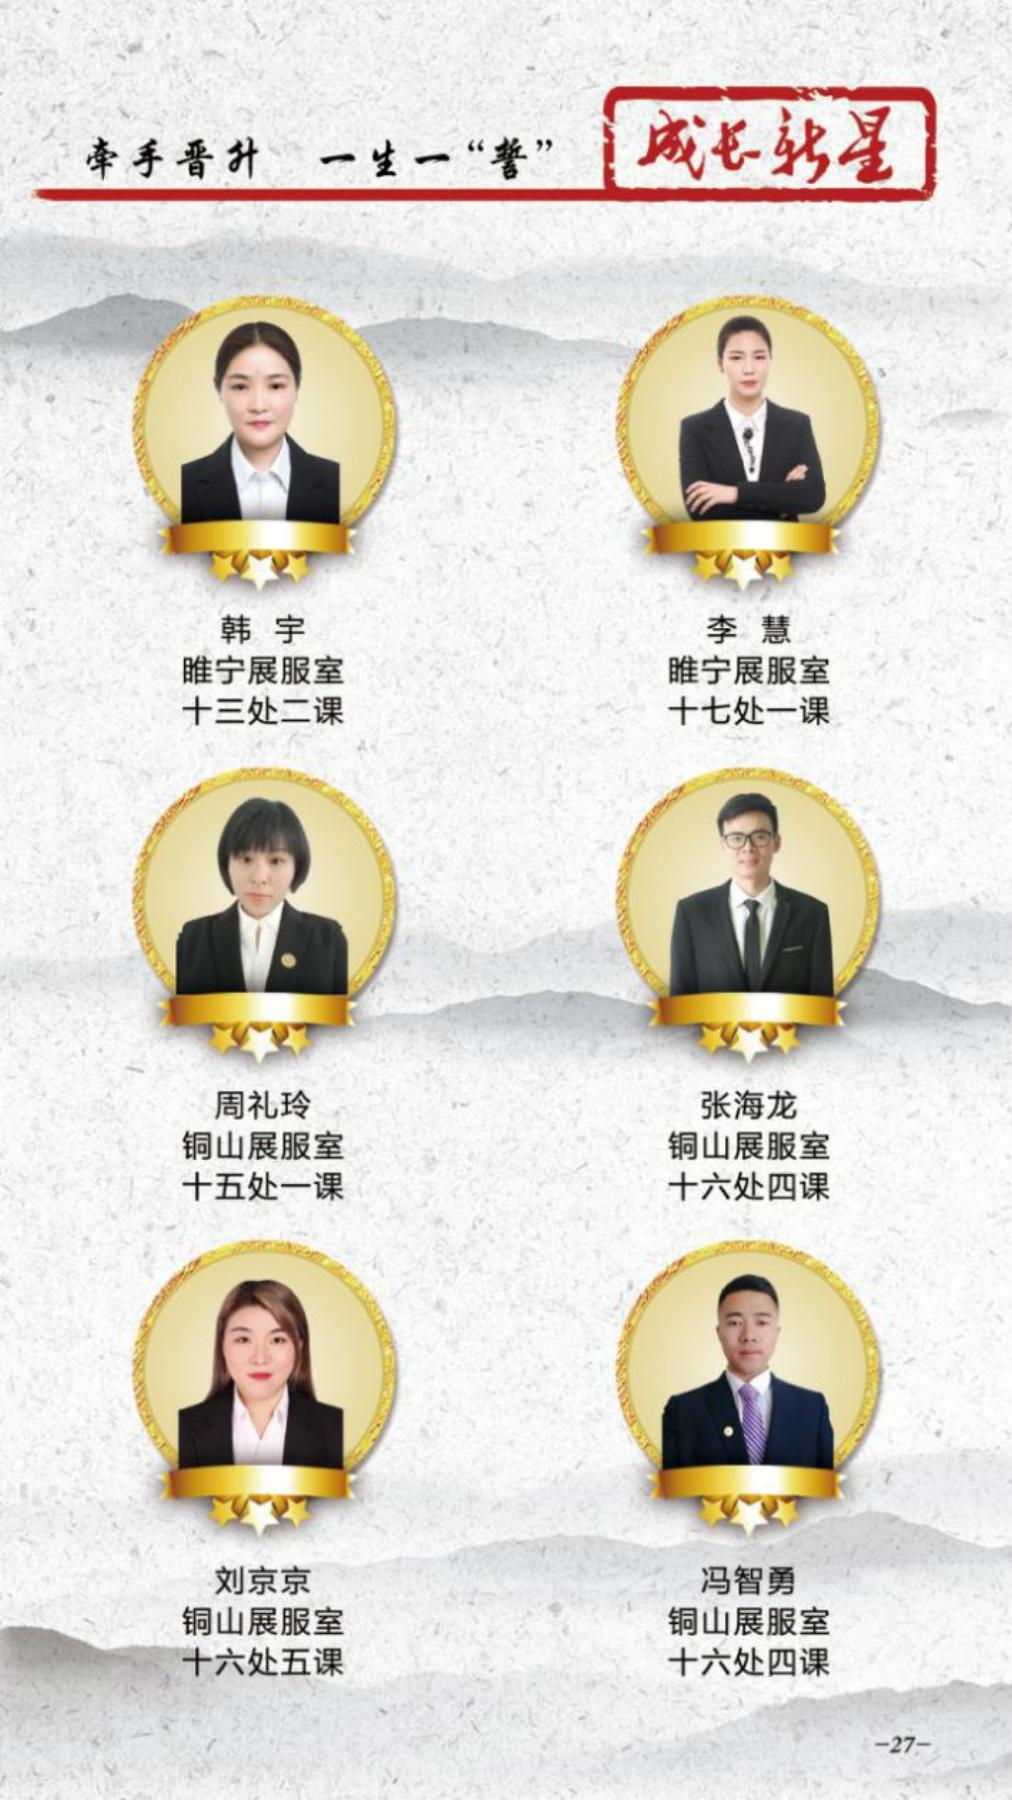 牵手晋升 一生一“誓”
成长新星
韩 宇
睢宁展服室
十三处二课
李 慧
睢宁展服室
十七处一课
周礼玲
铜山展服室
十五处一课
张海龙
铜山展服室
十六处四课
刘京京
铜山展服室
十六处五课
冯智勇
铜山展服室
十六处四课
-27-